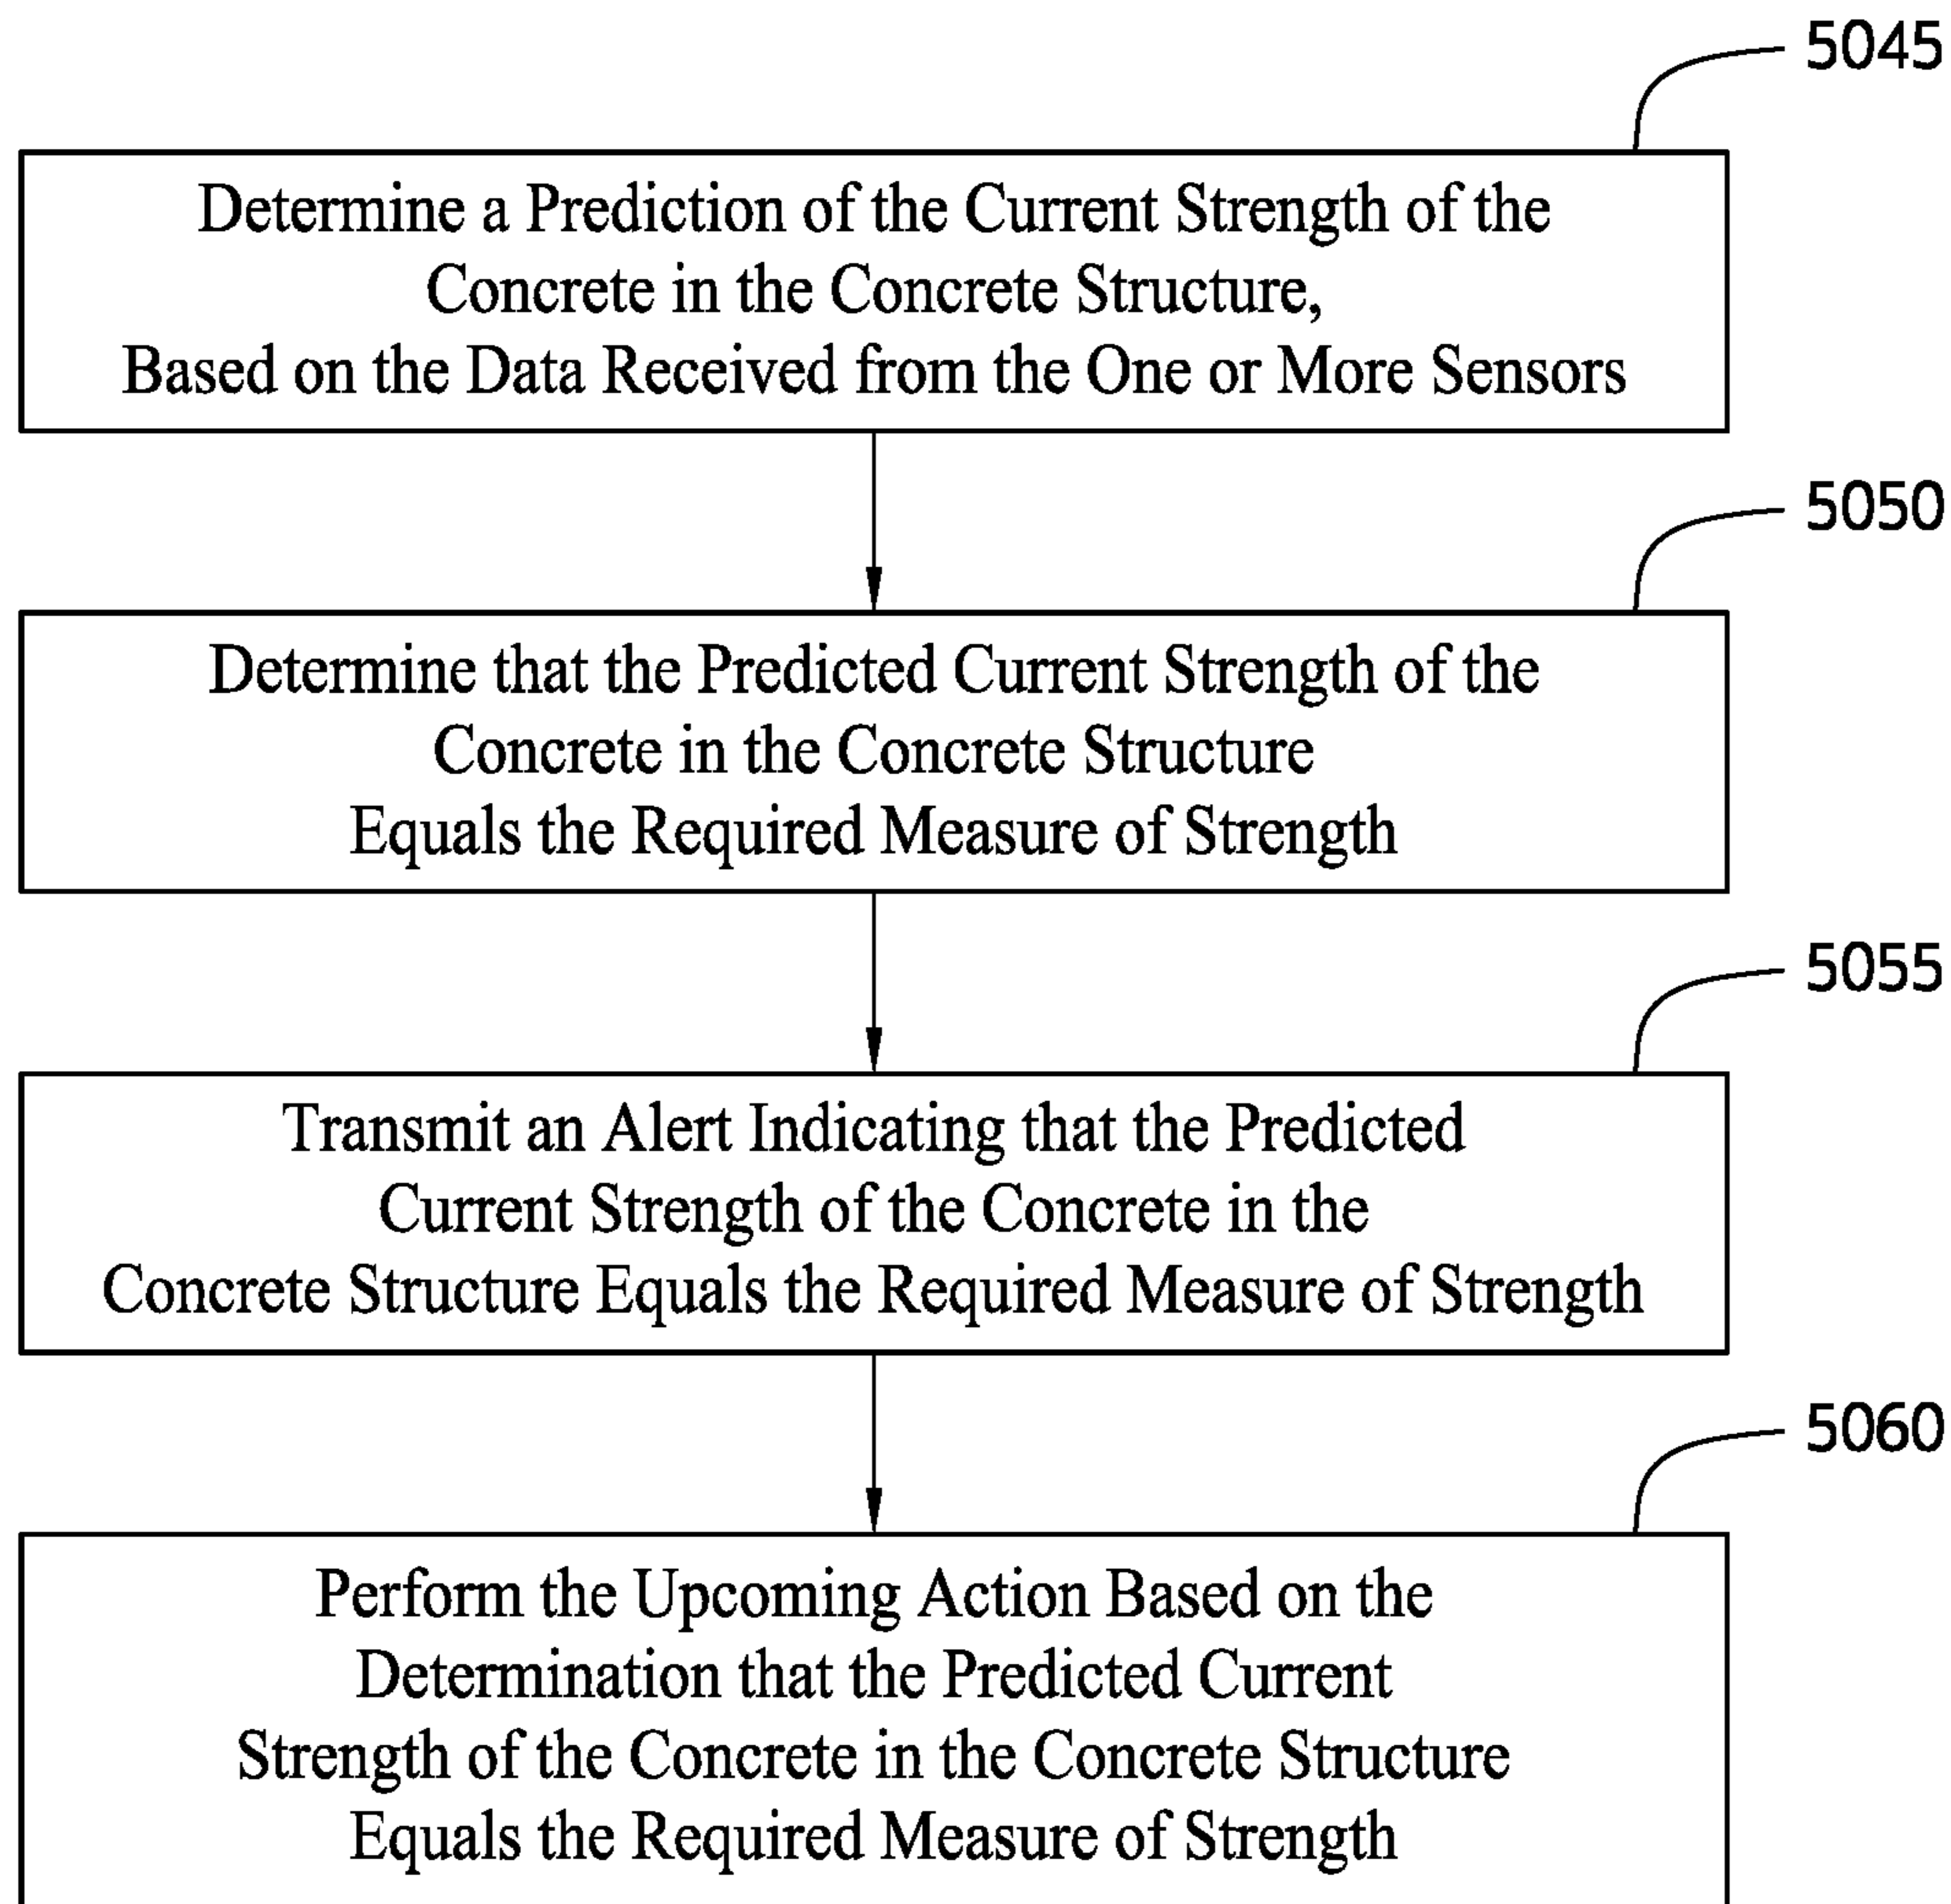 5045
Determine a Prediction of the Current Strength of the
Concrete in the Concrete Structure,
Based on the Data Received from the One or More Sensors
5050
Determine that the Predicted Current Strength of the
Concrete in the Concrete Structure
Equals the Required Measure of Strength
5055
Transmit an Alert Indicating that the Predicted
Current Strength of the Concrete in the
Concrete Structure Equals the Required Measure of Strength
5060
Perform the Upcoming Action Based on the
Determination that the Predicted Current
Strength of the Concrete in the Concrete Structure
Equals the Required Measure of Strength